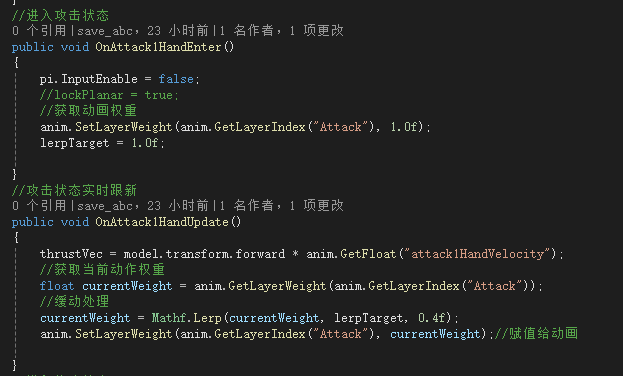 }
//进入攻击状态
0 个引用|save_abc，23 小时前|1 名作者，1 项更改
public void OnAttack1HandEnter()
{
pi.InputEnable = false;
//lockPlanar = true;
//获取动画权重
anim.SetLayerWeight(anim.GetLayerIndex("Attack"), 1.0f);
lerpTarget = 1.0f;
}
//攻击状态实时跟新
0 个引用|save_abc，23 小时前|1 名作者，1 项更改
public void OnAttack1HandUpdate()
{
thrustVec = model.transform.forward * anim.GetFloat("attack1HandVelocity");
//获取当前动作权重
float currentWeight = anim.GetLayerWeight(anim.GetLayerIndex("Attack"));
//缓动处理
currentWeight = Mathf.Lerp(currentWeight, lerpTarget, 0.4f);
anim.SetLayerWeight(anim.GetLayerIndex("Attack"), currentWeight);//赋值给动画
}